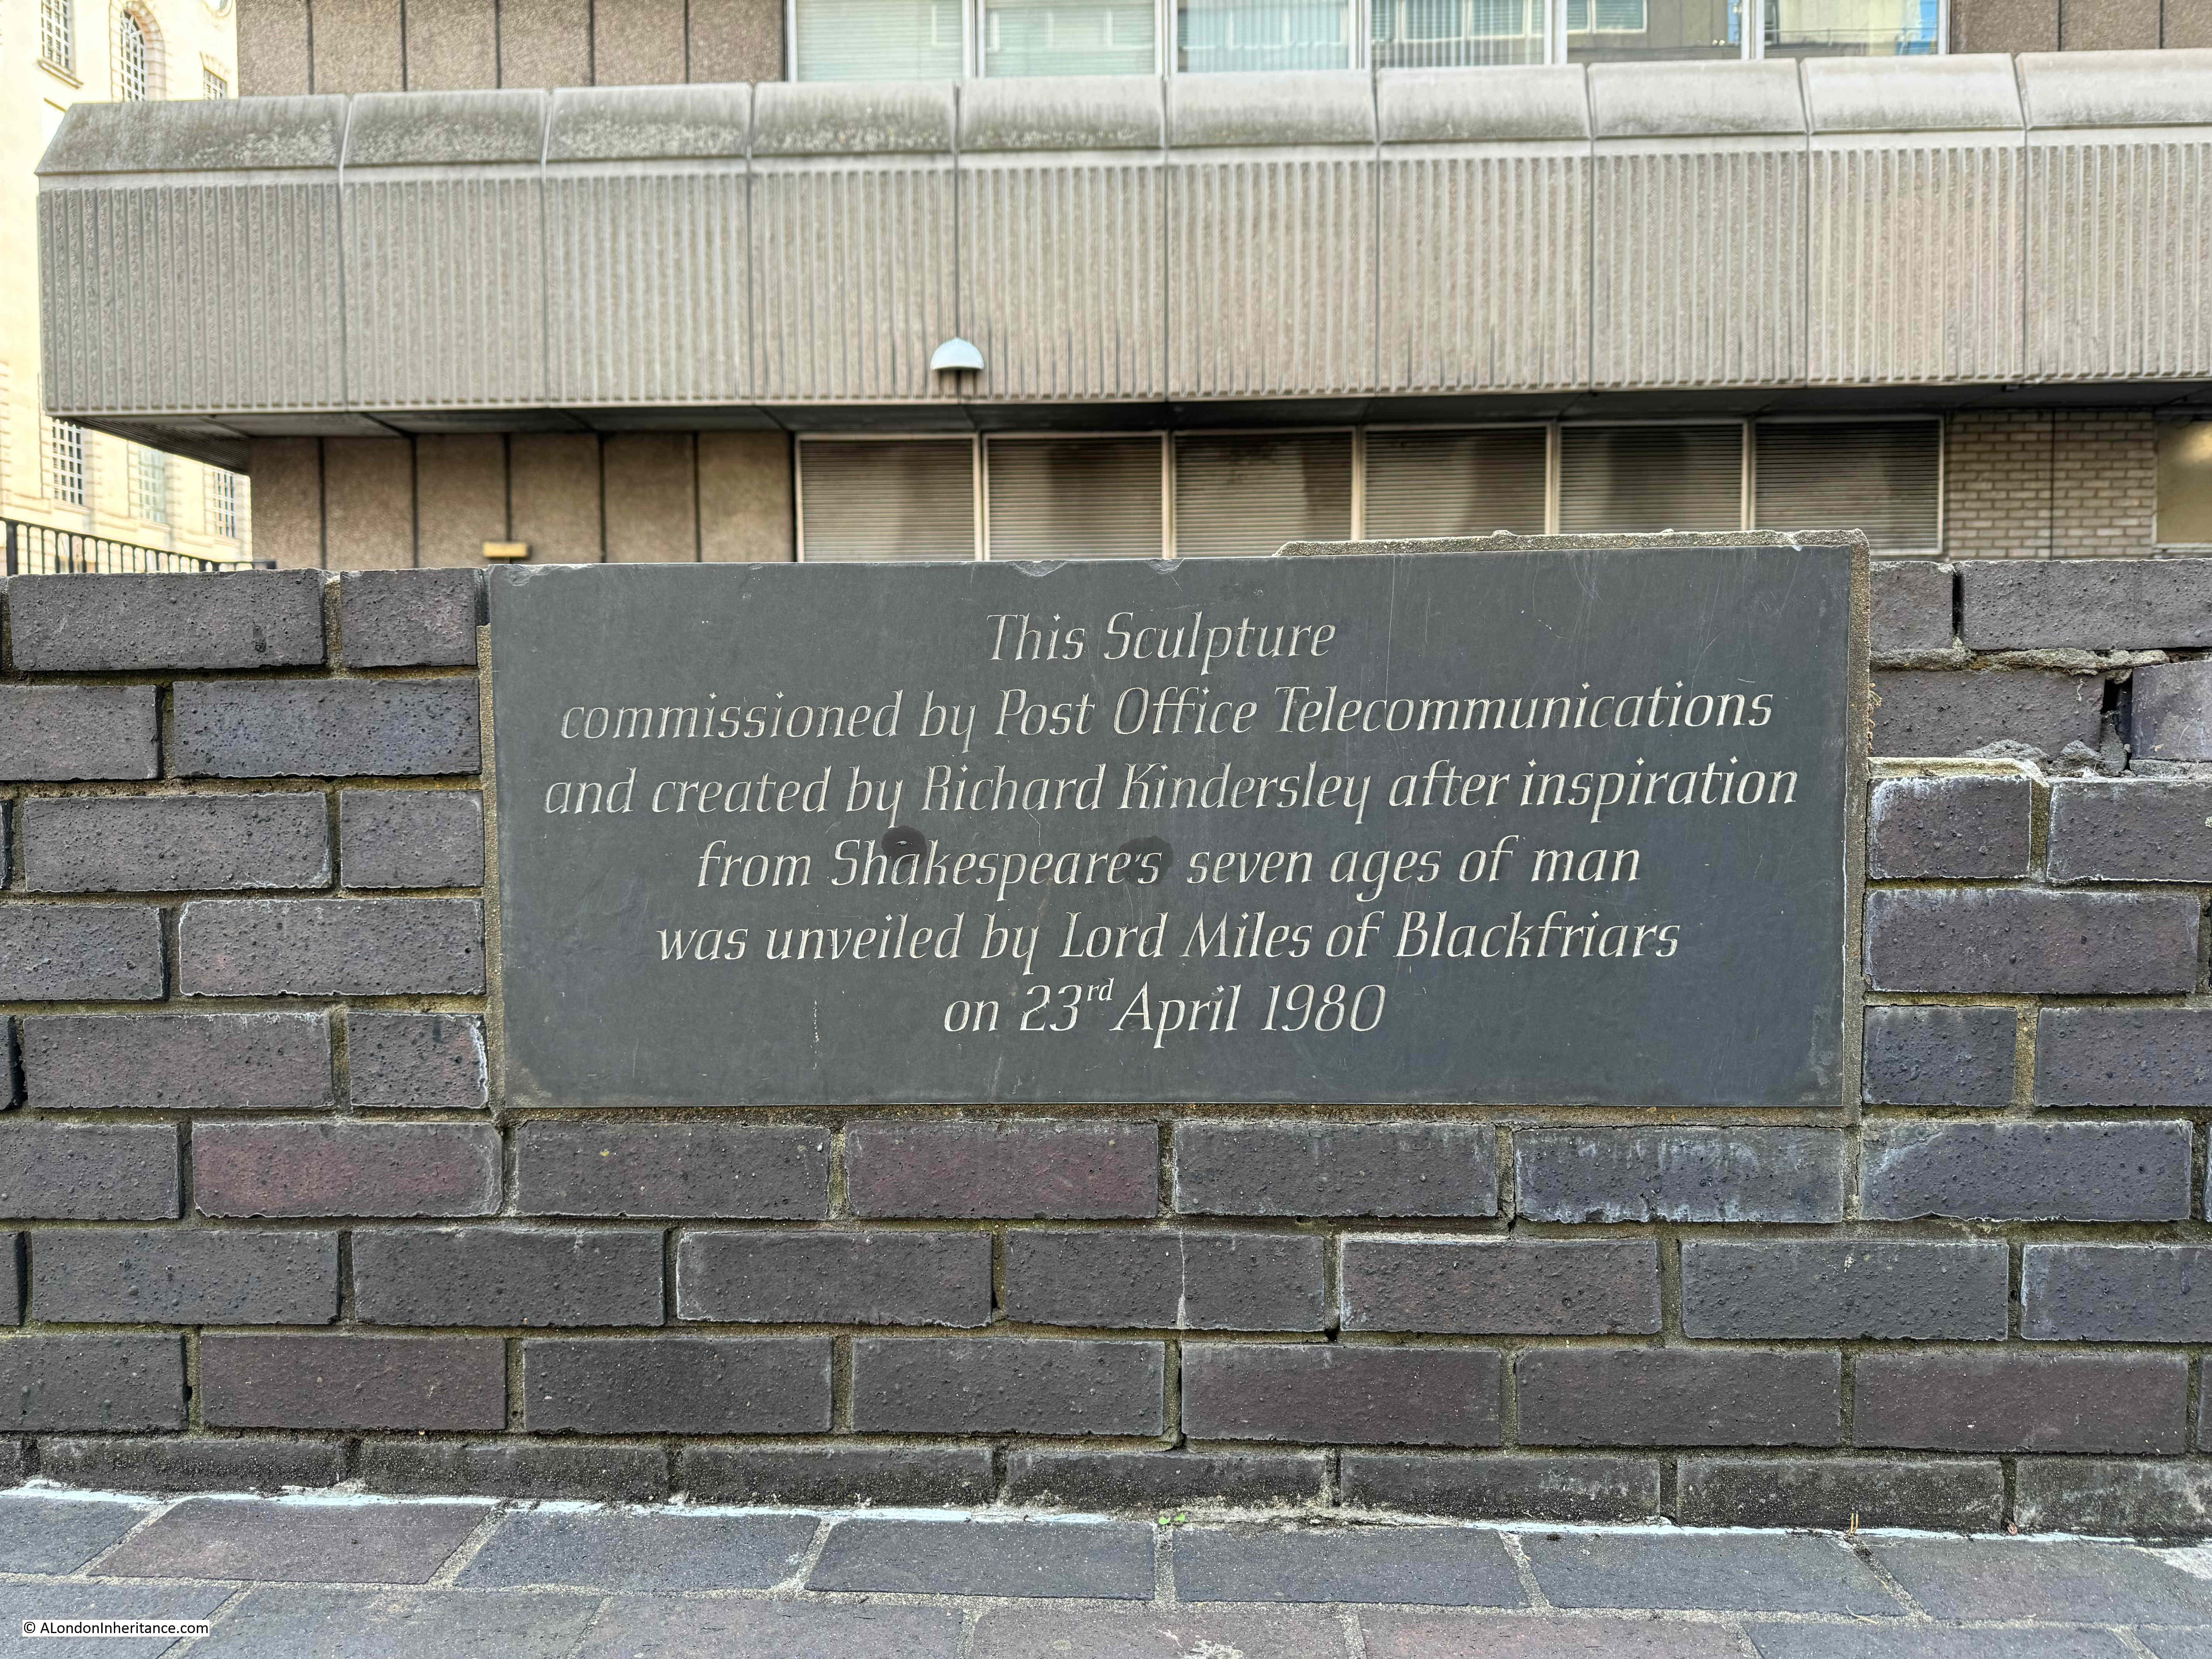 This Sculpture
commissioned by Post Office Telecommunications
and created by Richard Kindersley after inspiration
from Shakespeare's seven ages of man
was unveiled by Lord Miles of Blackfriars
on 23rd April 1980
© ALondonInheritance.com